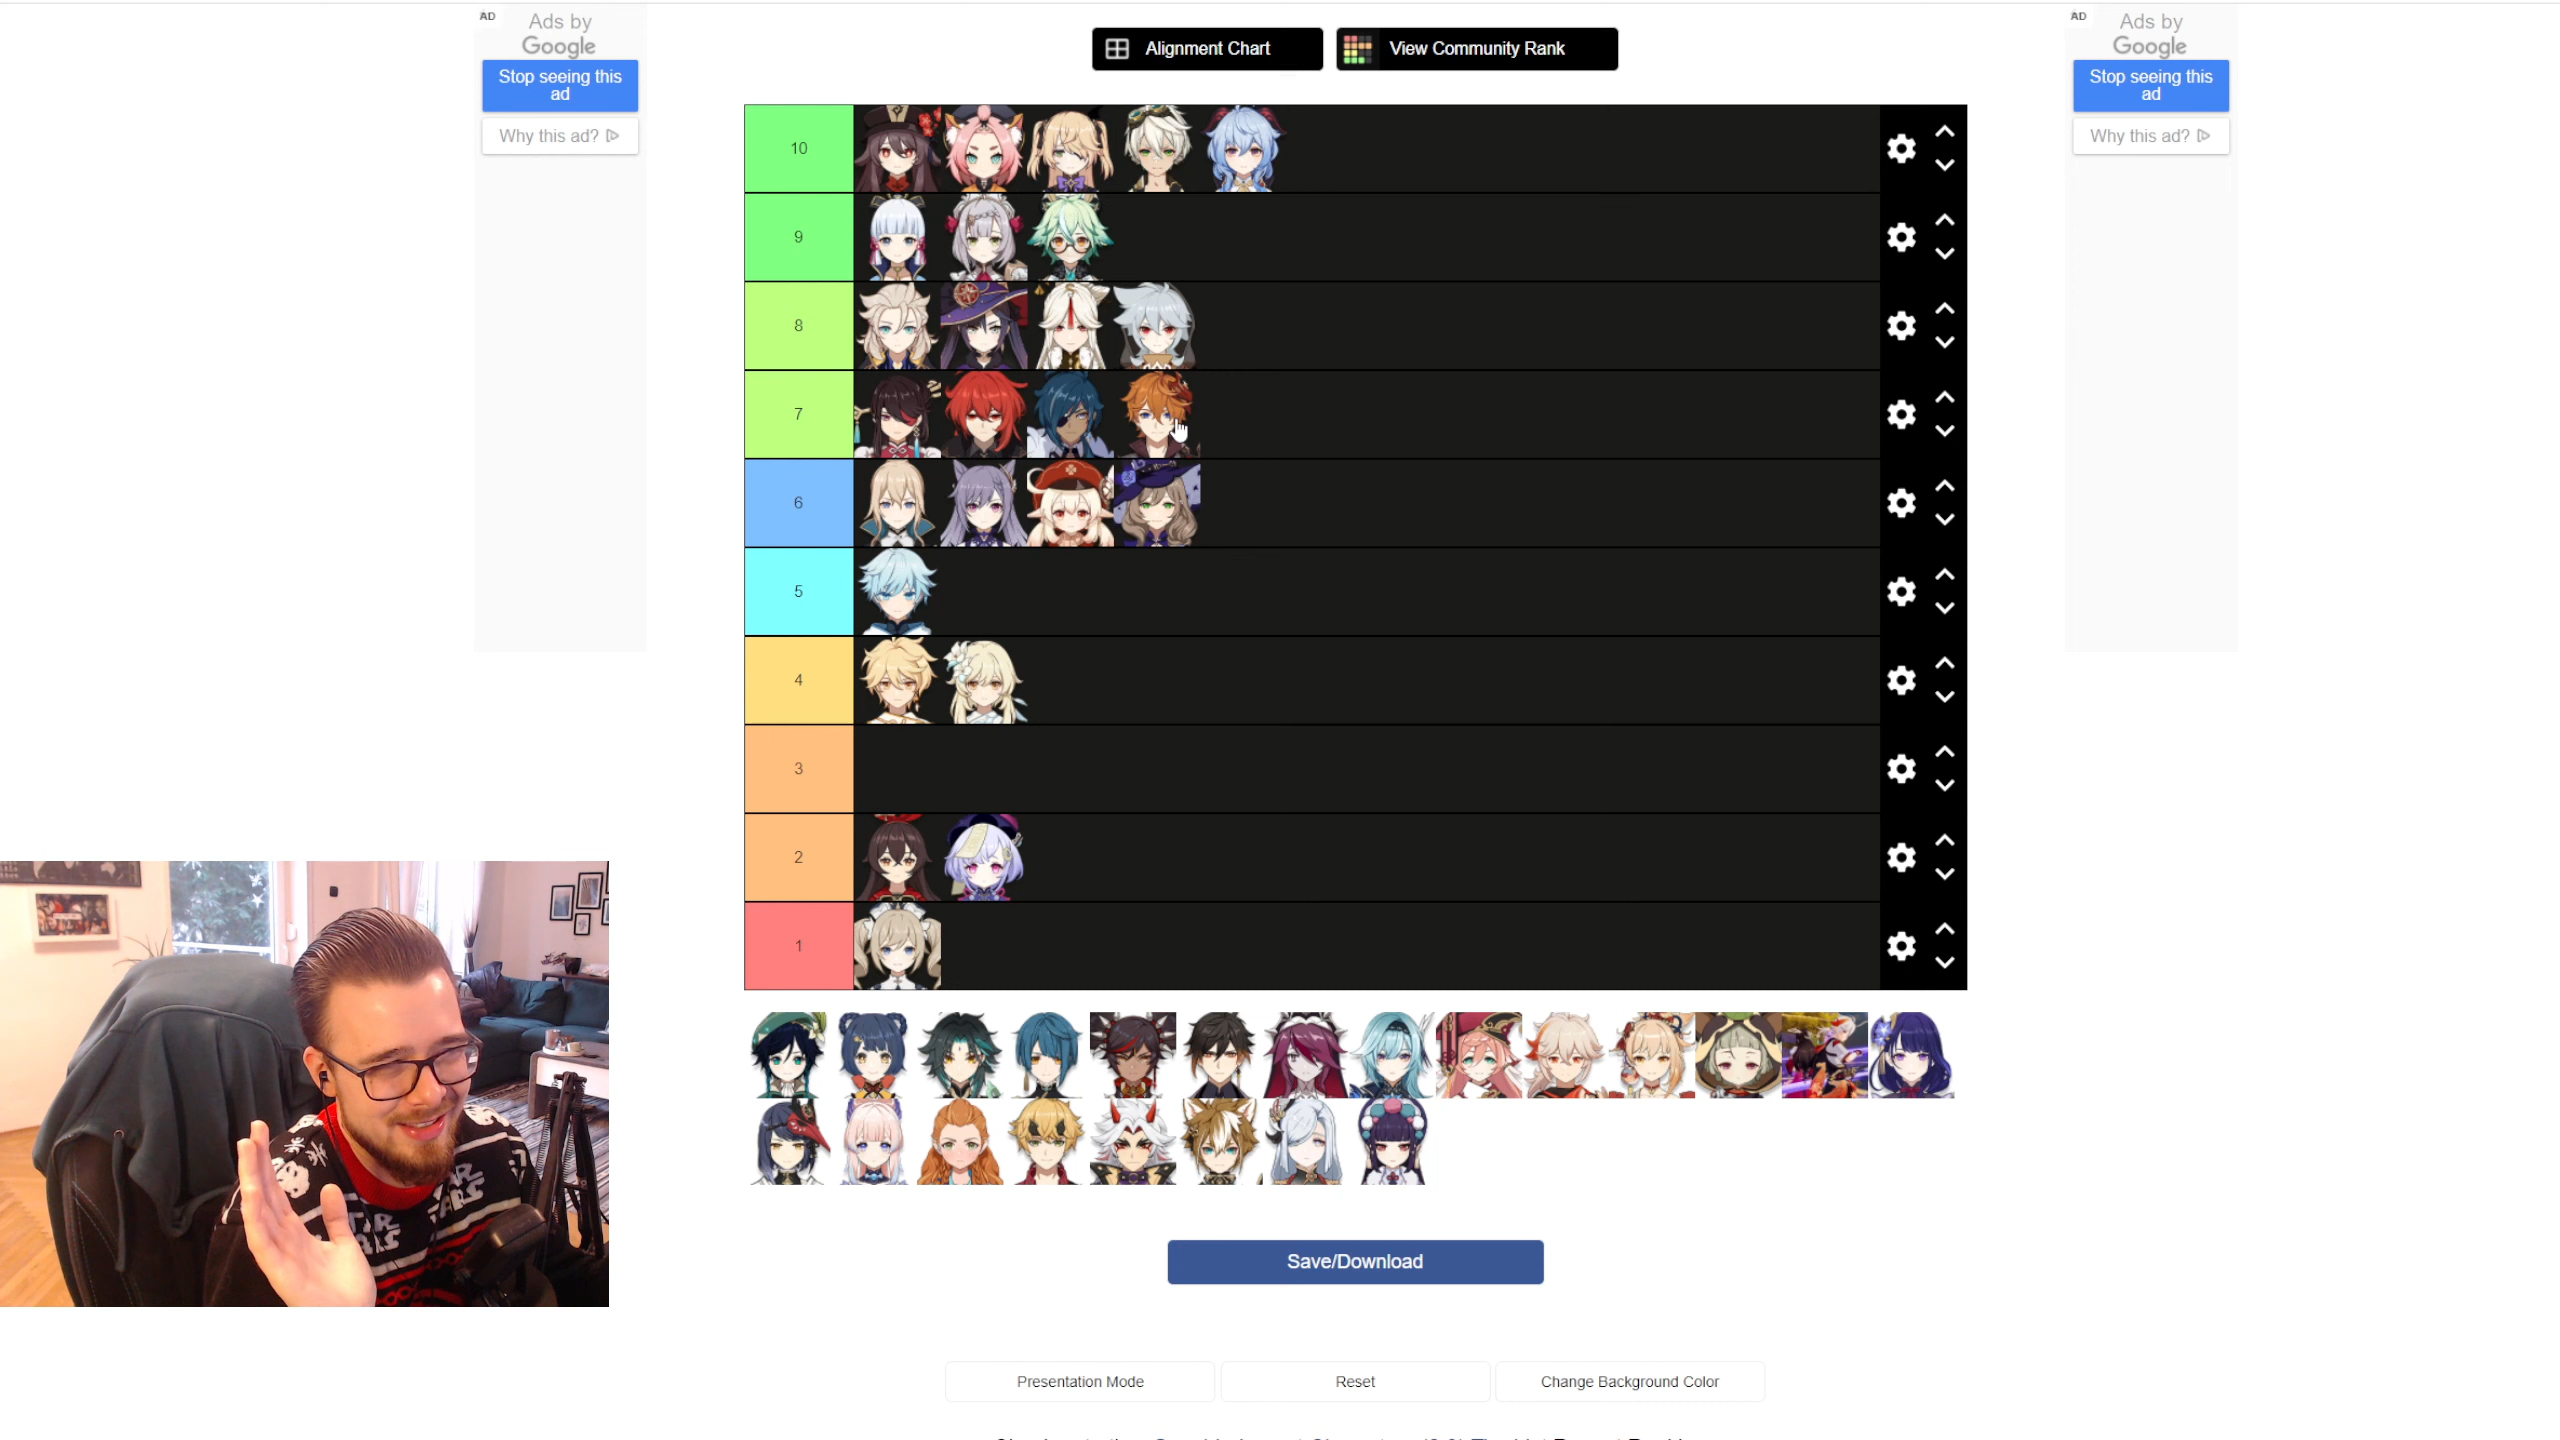 AD
Ads by
Google
Stop seeing this
ad
Why this ad?
Alignment Chart
View Community Rank
AD
Ads by
Google
Stop seeing this
ad
Why this ad?
10
9
8
7
6
5
4
3
2
1
Save/Download
Presentation Mode
Reset
Change Background Color